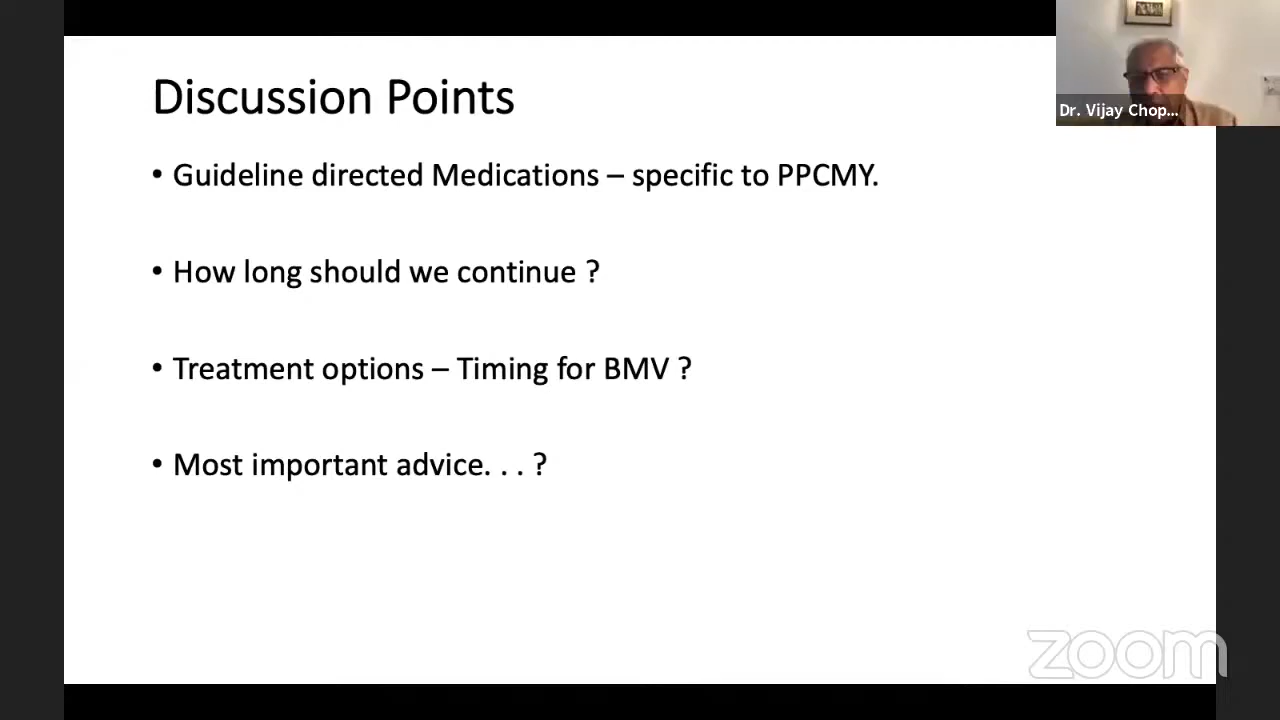 Discussion Points
Dr. Vijay Chop...
• Guideline directed Medications – specific to PPCMY.
• How long should we continue ?
• Treatment options – Timing for BMV ?
• Most important advice. . . ?
zoom